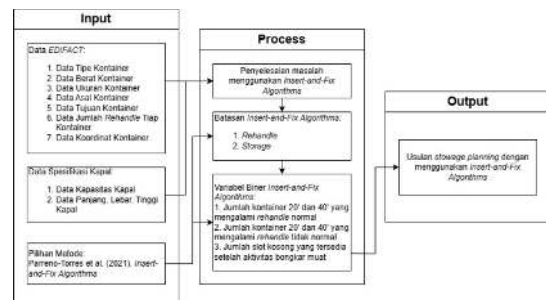 Input
Data EDIFACT:
1. Data Tipe Kontainer
2. Data Berat Kontainer
3. Data Ukuran Kontainer
4. Data Asal Kontainer
5. Data Tujuan Kontainer
6. Data Jumlah Rehandle Tiap
Kontainer
7. Data Koordinat Kontainer
Data Spesifikasi Kapal:
1. Data Kapasitas Kapal
2. Data Panjang, Lebar, Tinggi
Kapal
Pilihan Metode:
Parreno-Torres et al. (2021). Insert-
and-Fix Algorithms
Process
Penyelesaian masalah
menggunakan Insert-and-Fix
Algorithms
Batasan Insert-and-Fix Algorithms:
1. Rehandle
2. Storage
Variabel Biner Insert-and-Fix
Algorithms:
1. Jumlah kontainer 20' dan 40' yang
mengalami rehandle normal
2. Jumlah kontainer 20' dan 40' yang
mengalami rehandle tidak normal
3. Jumlah slot kosong yang tersedia
setelah aktivitas bongkar muat
Output
Usulan stowage planning dengan
menggunakan Insert-and-Fix
Algorithms